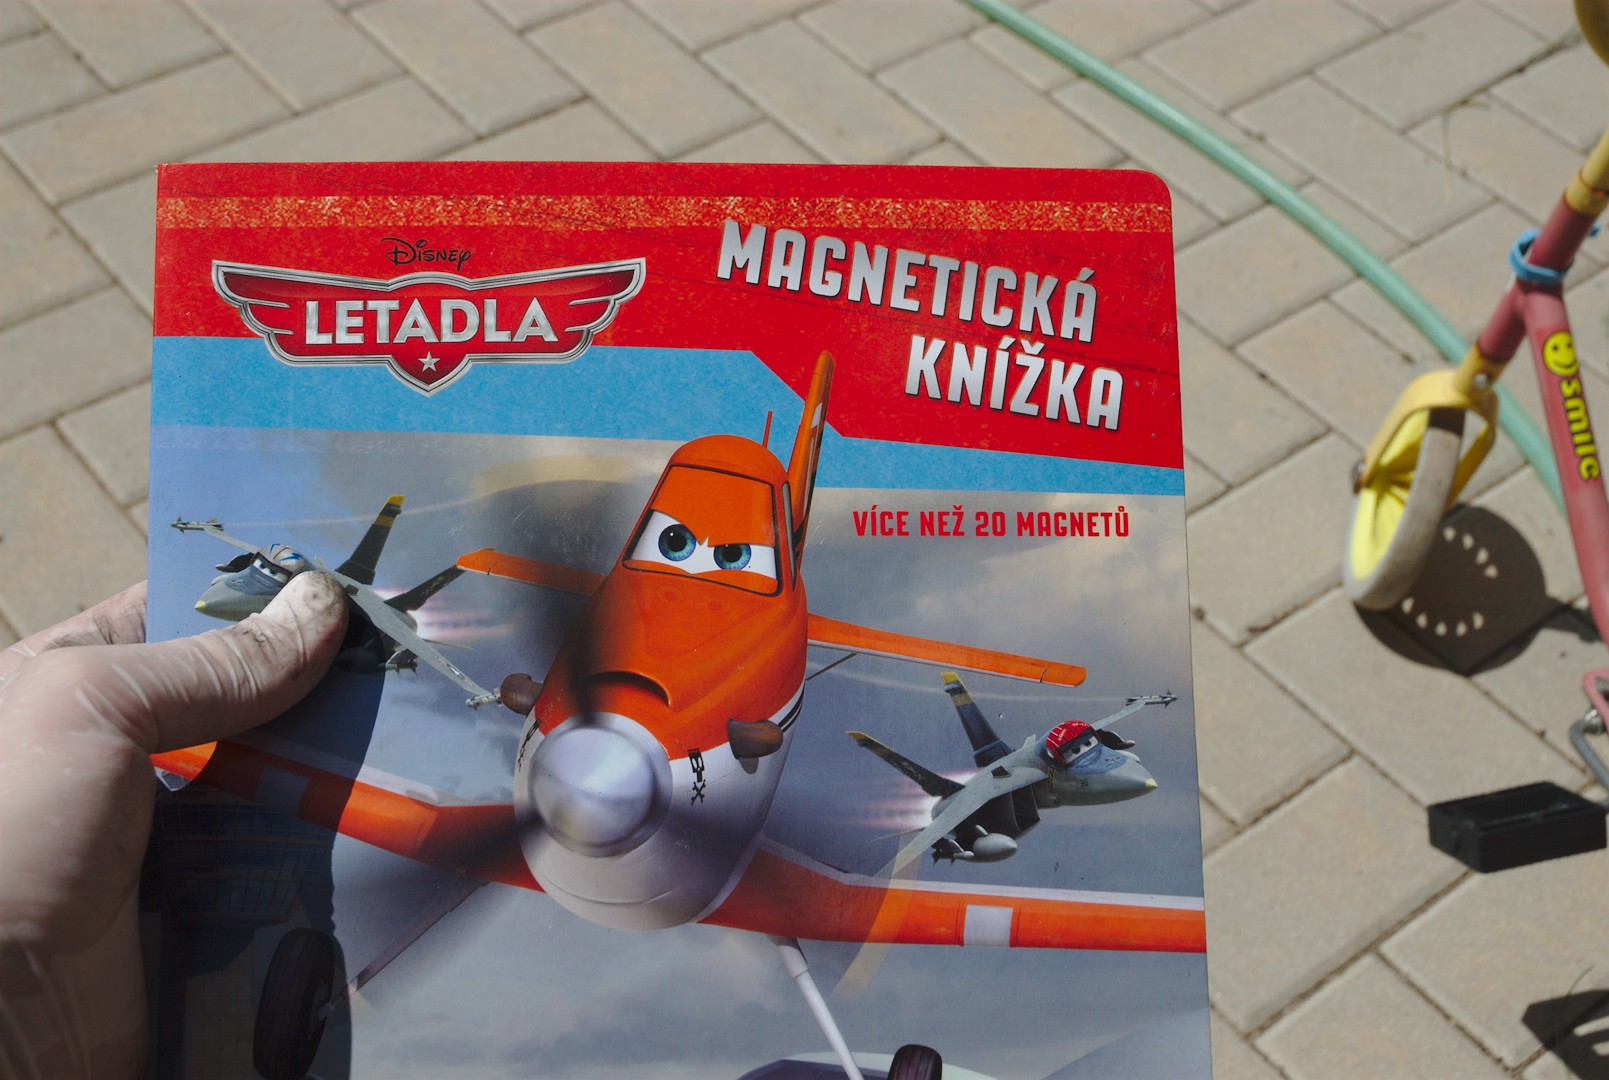 Disney
LETADLA
MAGNETICKÁ
KNÍŽKA
VÍCE NEŽ 20 MAGNETŮ
smile